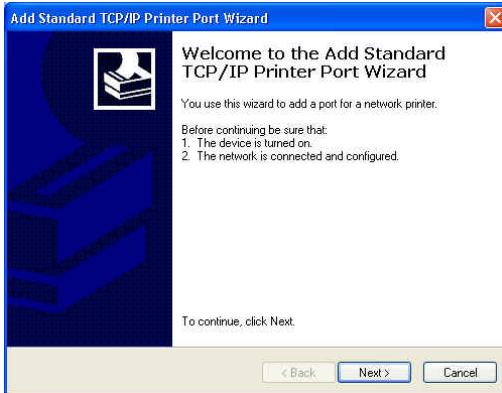 Add Standard TCP/IP Printer Port Wizard
Welcome to the Add Standard
TCP/IP Printer Port Wizard
You use this wizard to add a port for a network printer.
Before continuing be sure that:
1. The device is turned on.
2. The network is connected and configured.
To continue, click Next.
< Back Next > Cancel